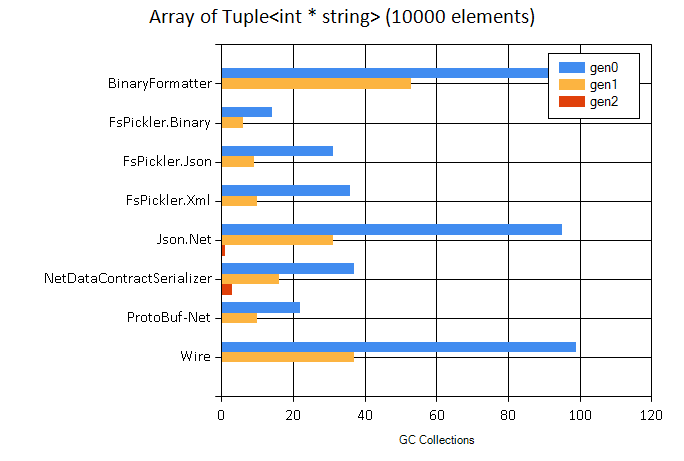 Array of Tuple<int * string> (10000 elements)
gen0
gen1
gen2
BinaryFormatter
FsPickler.Binary
FsPickler.Json
FsPickler.Xml
Json.Net
NetDataContractSerializer
ProtoBuf-Net
Wire
0 20 40 60 80 100 120
GC Collections